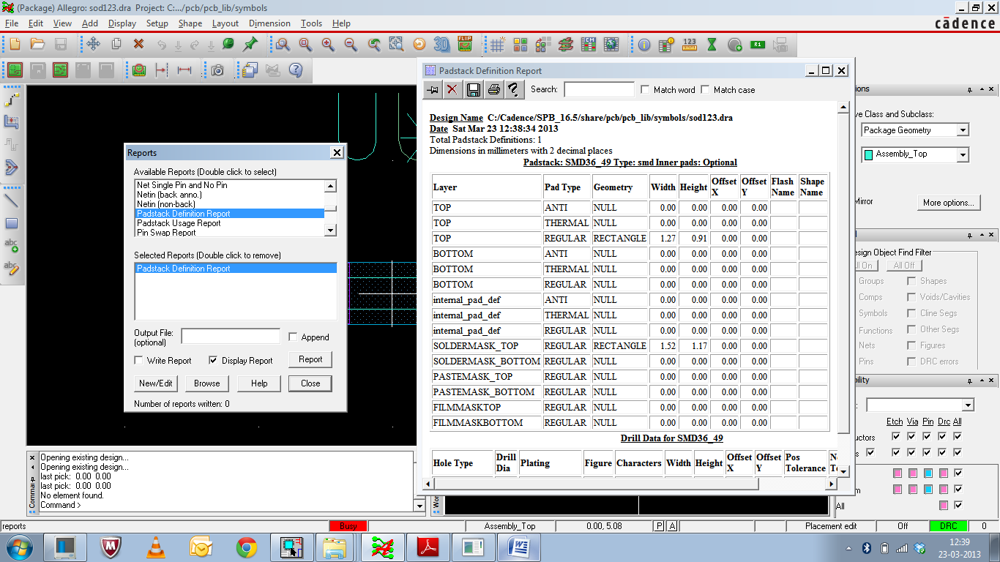 (Package) Allegro: sod123.dra Project: C:/.../pcb/pcb_lib/symbols
File Edit View Add Display Setup Shape Layout Dimension Tools Help
cādence
3D FLIP CM 123 R1
Padstack Definition Report
Search: Match word Match case
Design Name C:/Cadence/SPB_16.5/share/pcb/pcb_lib/symbols/sod123.dra
Date Sat Mar 23 12:38:34 2013
Total Padstack Definitions: 1
Dimensions in millimeters with 2 decimal places
Padstack: SMD36_49 Type: smd Inner pads: Optional
Layer Pad Type Geometry Width Height Offset X Offset Y Flash Name Shape Name
TOP ANTI NULL 0.00 0.00 0.00 0.00
TOP THERMAL NULL 0.00 0.00 0.00 0.00
TOP REGULAR RECTANGLE 1.27 0.91 0.00 0.00
BOTTOM ANTI NULL 0.00 0.00 0.00 0.00
BOTTOM THERMAL NULL 0.00 0.00 0.00 0.00
BOTTOM REGULAR NULL 0.00 0.00 0.00 0.00
internal_pad_def ANTI NULL 0.00 0.00 0.00 0.00
internal_pad_def THERMAL NULL 0.00 0.00 0.00 0.00
internal_pad_def REGULAR NULL 0.00 0.00 0.00 0.00
SOLDERMASK_TOP REGULAR RECTANGLE 1.52 1.17 0.00 0.00
SOLDERMASK_BOTTOM REGULAR NULL 0.00 0.00 0.00 0.00
PASTEMASK_TOP REGULAR NULL 0.00 0.00 0.00 0.00
PASTEMASK_BOTTOM REGULAR NULL 0.00 0.00 0.00 0.00
FILMMASKTOP REGULAR NULL 0.00 0.00 0.00 0.00
FILMMASKBOTTOM REGULAR NULL 0.00 0.00 0.00 0.00
Drill Data for SMD36_49
Hole Type Drill Dia Plating Figure Characters Width Height Offset X Offset Y Pos Tolerance
Reports
Available Reports (Double click to select)
Net Single Pin and No Pin
Netin (back anno.)
Netin (non-back)
Padstack Definition Report
Padstack Usage Report
Pin Swap Report
Selected Reports (Double click to remove)
Padstack Definition Report
Output File: Append
(optional)
Write Report Display Report Report
New/Edit Browse Help Close
Number of reports written: 0
abc
abc
ions
ve Class and Subclass:
Package Geometry
Assembly_Top
Mirror More options...
esign Object Find Filter
All On All Off
Groups Shapes
Comps Voids/Cavities
Symbols Cline Segs
Functions Other Segs
Nets Figures
Pins DRC errors
bility
Etch Via Pin Drc All
uctors
es
m
All
Opening existing design...
Opening existing design...
last pick: 0.00 0.00
last pick: 0.00 0.00
No element found.
Command >
Command
Wor
reports Busy Assembly_Top 0.00, 5.08 P A Placement edit Off DRC 0
12:39
23-03-2013